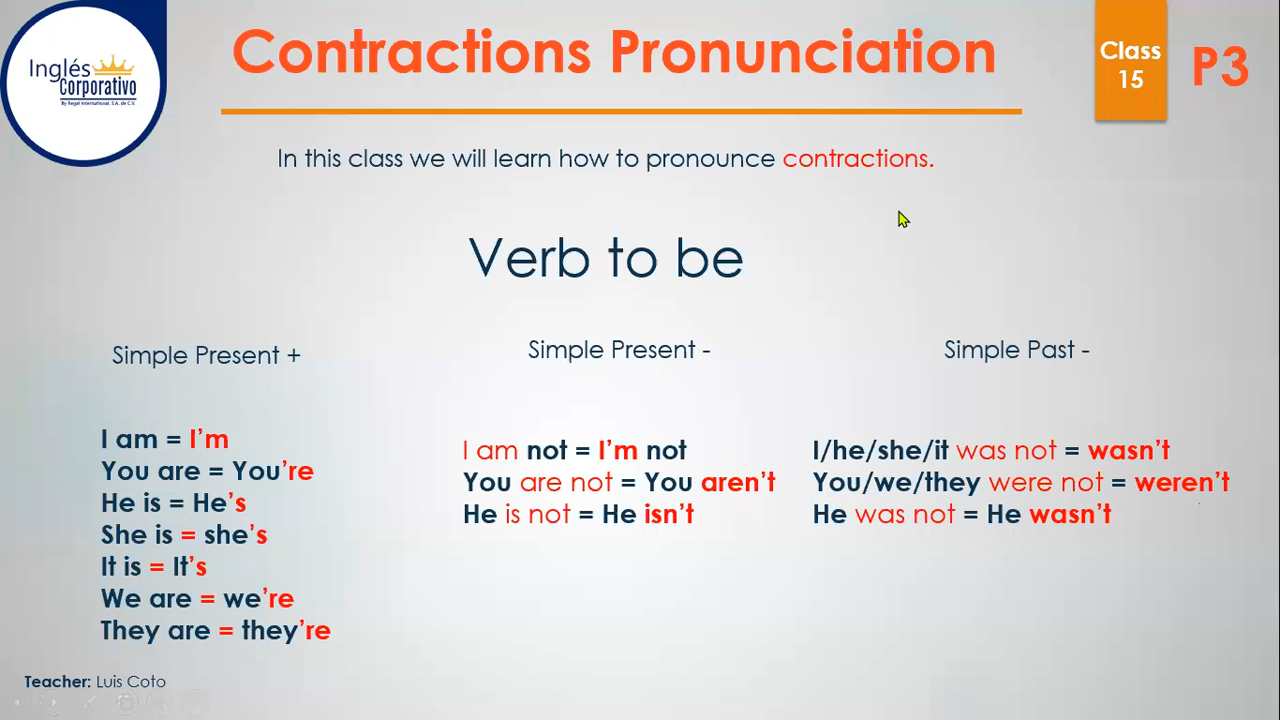 Inglés
Corporativo
By Regal International, S.A. de C.V.
Contractions Pronunciation
Class
15
P3
In this class we will learn how to pronounce contractions.
Verb to be
Simple Present +
I am = I’m
You are = You’re
He is = He’s
She is = she’s
It is = It’s
We are = we’re
They are = they’re
Simple Present -
I am not = I’m not
You are not = You aren’t
He is not = He isn’t
Simple Past -
I/he/she/it was not = wasn’t
You/we/they were not = weren’t
He was not = He wasn’t
Teacher: Luis Coto